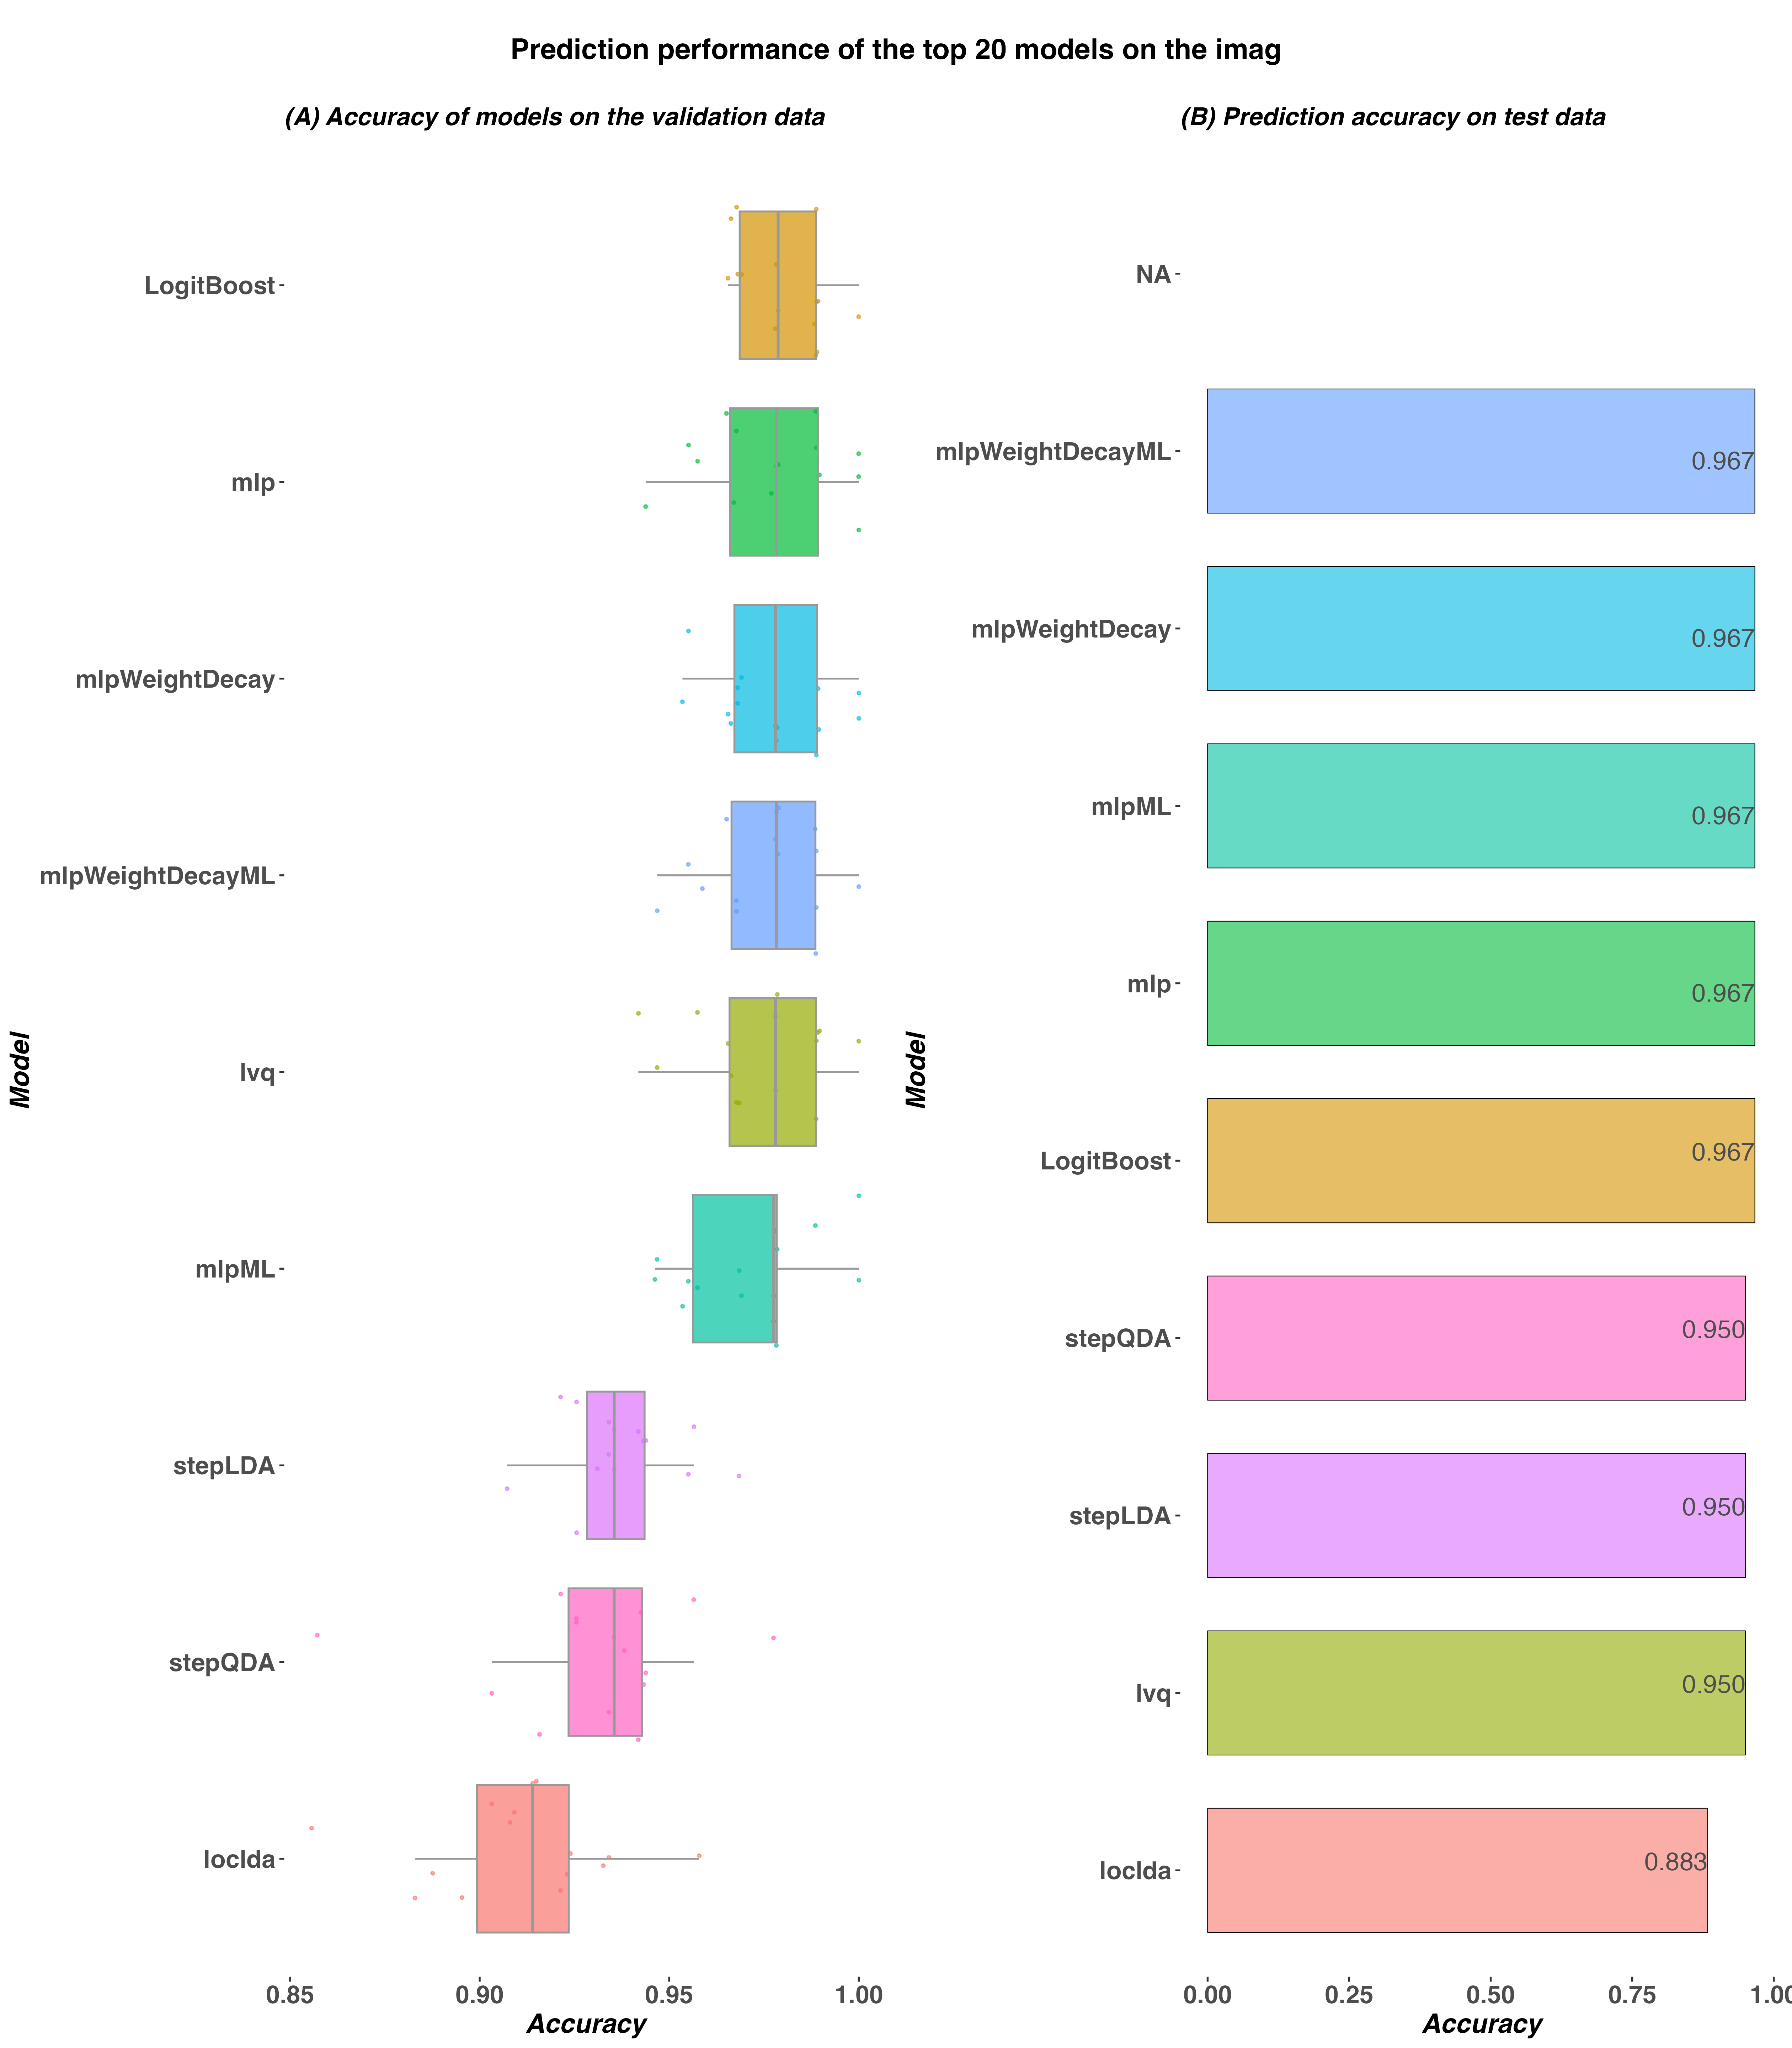 Prediction performance of the top 20 models on the imag
(A) Accuracy of models on the validation data
LogitBoost
mlp
mlpWeightDecay
mlpWeightDecayML
lvq
mlpML
stepLDA
stepQDA
loclda
Model
0.85 0.90 0.95 1.00
Accuracy
(B) Prediction accuracy on test data
NA
mlpWeightDecayML 0.967
mlpWeightDecay 0.967
mlpML 0.967
mlp 0.967
LogitBoost 0.967
stepQDA 0.950
stepLDA 0.950
lvq 0.950
loclda 0.883
Model
0.00 0.25 0.50 0.75 1.00
Accuracy